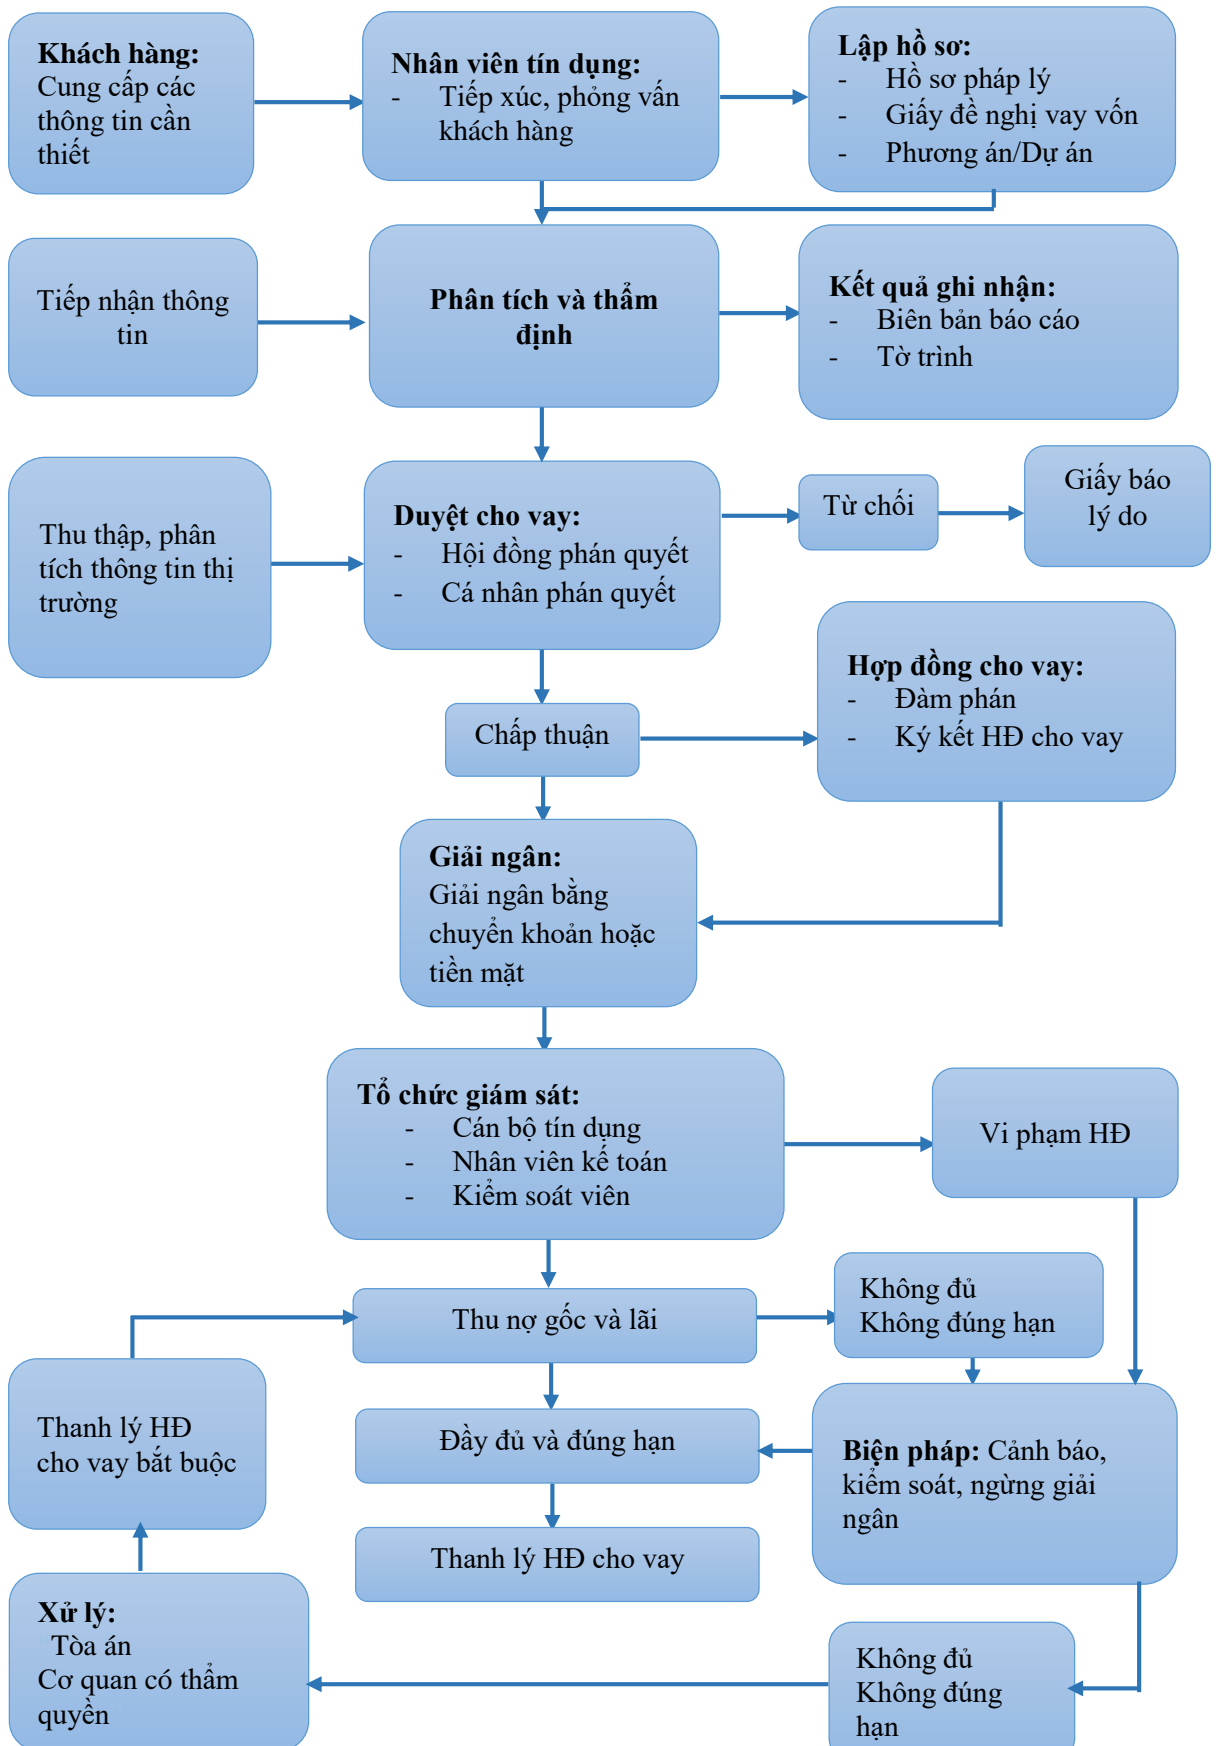 Khách hàng:
Cung cấp các
thông tin cần
thiết
Nhân viên tín dụng:
- Tiếp xúc, phỏng vấn
khách hàng
Lập hồ sơ:
- Hồ sơ pháp lý
- Giấy đề nghị vay vốn
- Phương án/Dự án
Tiếp nhận thông
tin
Phân tích và thẩm
định
Kết quả ghi nhận:
- Biên bản báo cáo
- Tờ trình
Thu thập, phân
tích thông tin thị
trường
Duyệt cho vay:
- Hội đồng phán quyết
- Cá nhân phán quyết
Từ chối
Giấy báo
lý do
Chấp thuận
Hợp đồng cho vay:
- Đàm phán
- Ký kết HĐ cho vay
Giải ngân:
Giải ngân bằng
chuyển khoản hoặc
tiền mặt
Tổ chức giám sát:
- Cán bộ tín dụng
- Nhân viên kế toán
- Kiểm soát viên
Vi phạm HĐ
Thu nợ gốc và lãi
Không đủ
Không đúng hạn
Thanh lý HĐ
cho vay bắt buộc
Đầy đủ và đúng hạn
Biện pháp: Cảnh báo,
kiểm soát, ngừng giải
ngân
Thanh lý HĐ cho vay
Xử lý:
Tòa án
Cơ quan có thẩm
quyền
Không đủ
Không đúng
hạn